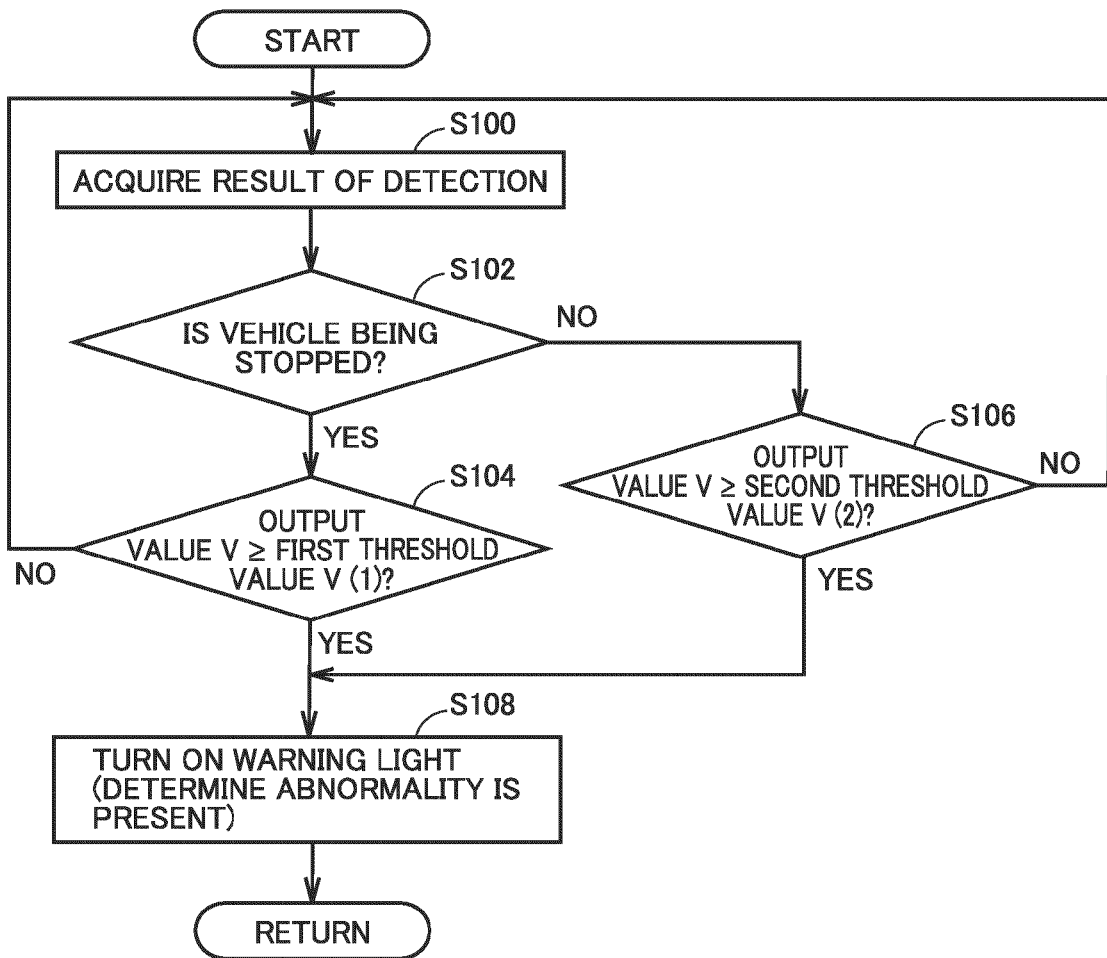 START
S100
ACQUIRE RESULT OF DETECTION
S102
IS VEHICLE BEING
STOPPED?
NO
YES
S106
OUTPUT
VALUE V ≥ SECOND THRESHOLD
VALUE V (2)?
NO
YES
S104
OUTPUT
VALUE V ≥ FIRST THRESHOLD
VALUE V (1)?
NO
YES
S108
TURN ON WARNING LIGHT
(DETERMINE ABNORMALITY IS
PRESENT)
RETURN